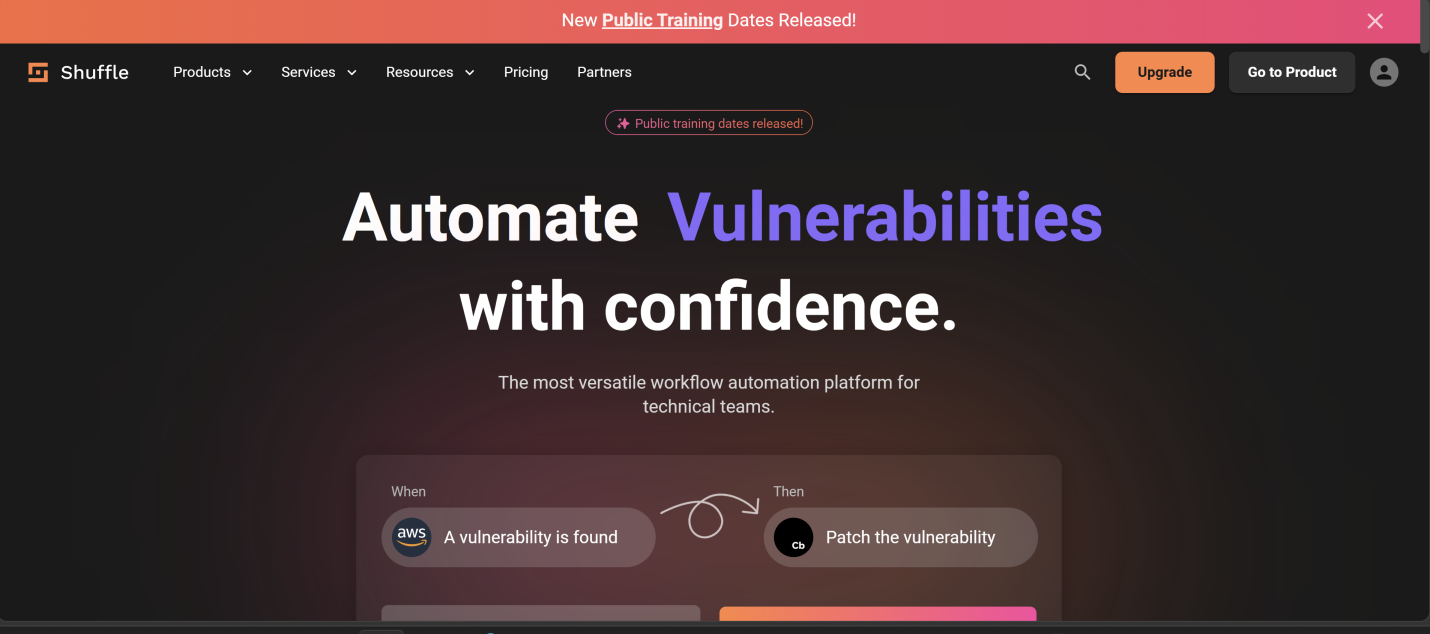 New Public Training Dates Released!
Shuffle Products Services Resources Pricing Partners Upgrade Go to Product
Public training dates released!
Automate Vulnerabilities
with confidence.
The most versatile workflow automation platform for
technical teams.
When Then
aws A vulnerability is found Cb Patch the vulnerability